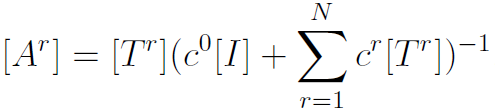 [A^r] = [T^r](c^0[I] + \sum_{r=1}^{N} c^r[T^r])^{-1}